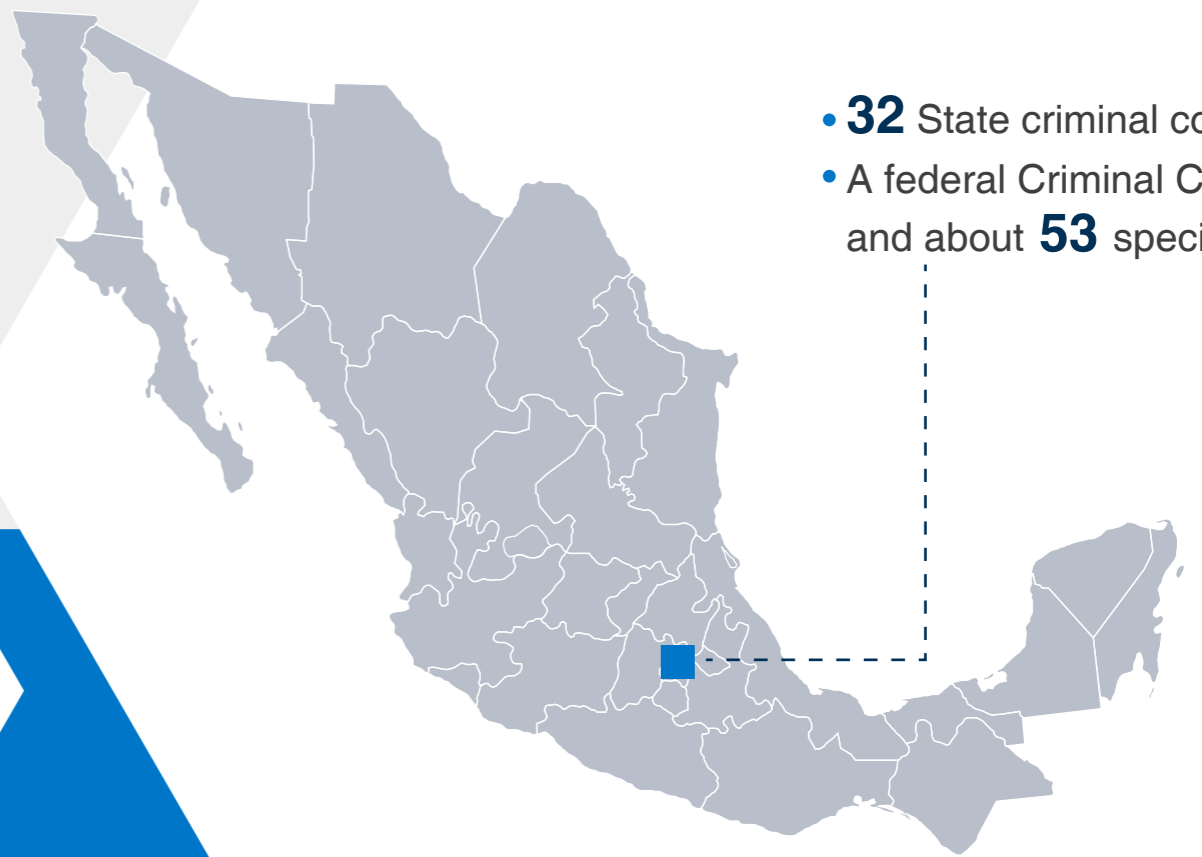 • 32 State criminal co
• A federal Criminal C
and about 53 speci